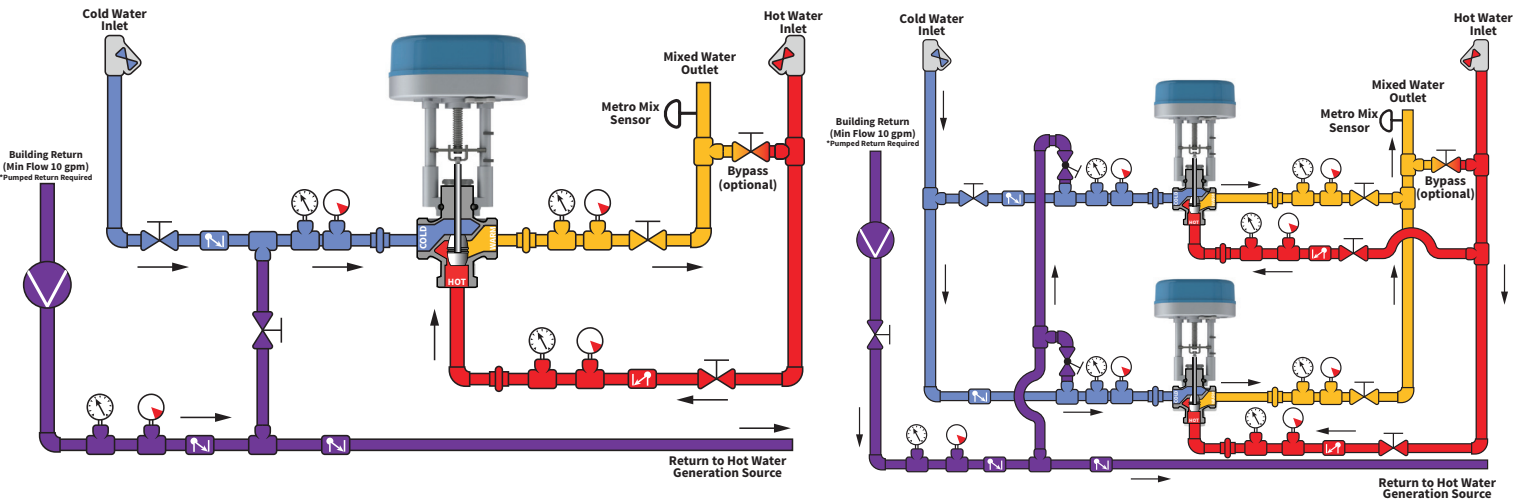 Cold Water
Inlet
Hot Water
Inlet
Mixed Water
Outlet
Metro Mix
Sensor
Bypass
(optional)
Building Return
(Min Flow 10 gpm)
*Pumped Return Required
COLD
HOT
Return to Hot Water
Generation Source
Cold Water
Inlet
Hot Water
Inlet
Mixed Water
Outlet
Metro Mix
Sensor
Bypass
(optional)
Building Return
(Min Flow 10 gpm)
*Pumped Return Required
HOT
HOT
Return to Hot Water
Generation Source